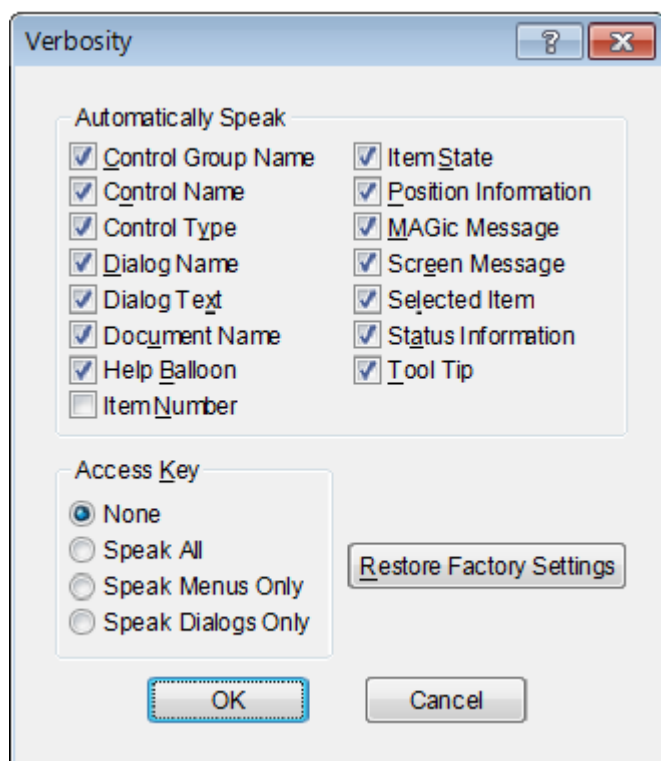 Verbosity
Automatically Speak
Control Group Name
Control Name
Control Type
Dialog Name
Dialog Text
Document Name
Help Balloon
Item Number
Item State
Position Information
MAGic Message
Screen Message
Selected Item
Status Information
Tool Tip
Access Key
None
Speak All
Speak Menus Only
Speak Dialogs Only
Restore Factory Settings
OK
Cancel